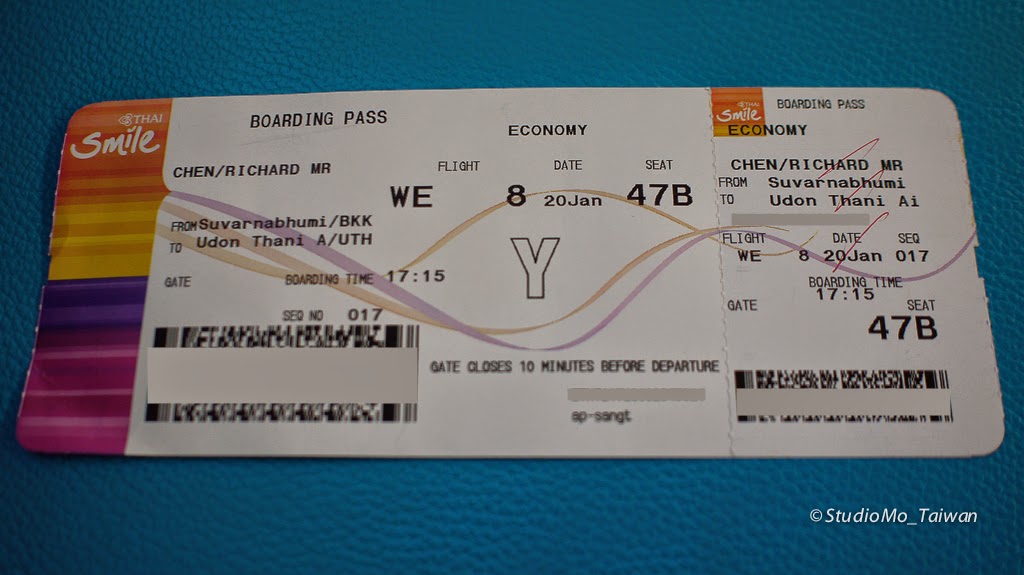 THAI
Smile
BOARDING PASS
ECONOMY
CHEN/RICHARD MR
FLIGHT DATE SEAT
WE 8 20Jan 47B
FROM Suvarnabhumi/BKK
TO Udon Thani A/UTH
Y
GATE BOARDING TIME 17:15
SEQ NO 017
GATE CLOSES 10 MINUTES BEFORE DEPARTURE
ap-sangt
THAI
Smile
BOARDING PASS
ECONOMY
CHEN/RICHARD MR
FROM Suvarnabhumi
TO Udon Thani Ai
FLIGHT DATE SEQ
WE 8 20Jan 017
BOARDING TIME
17:15
GATE SEAT
47B
©StudioMo_Taiwan